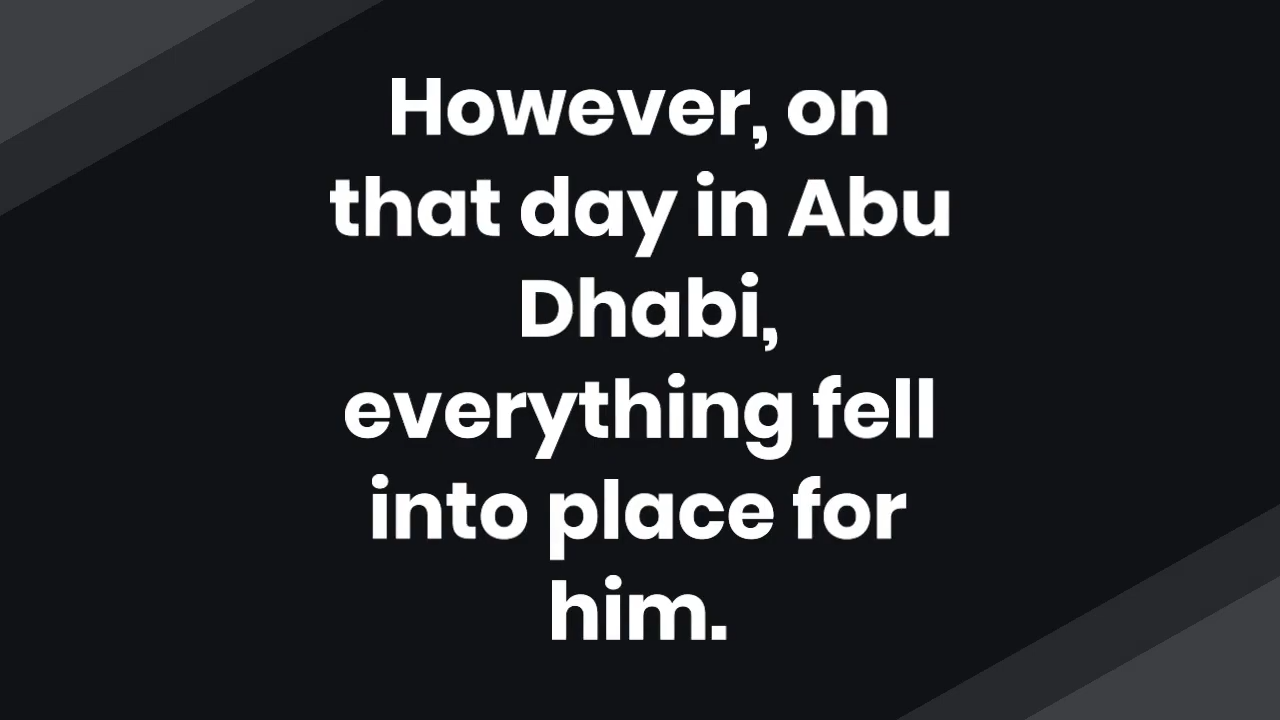 However, on
that day in Abu
Dhabi,
everything fell
into place for
him.